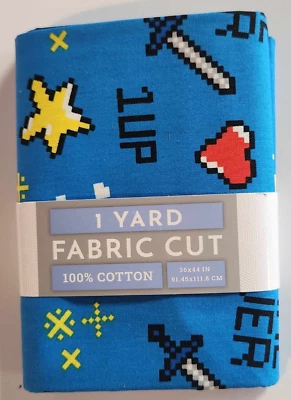 1UP
1 YARD
FABRIC CUT
100% COTTON
36x44 IN
91.45x111.8 CM